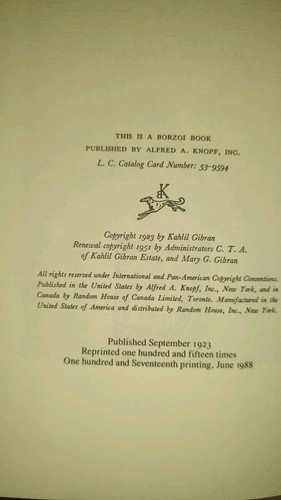 THIS IS A BORZOI BOOK
PUBLISHED BY ALFRED A. KNOPF, INC.
L. C. Catalog Card Number: 53-9594
K
Copyright 1923 by Kahlil Gibran
Renewal copyright 1951 by Administrators C. T. A.
of Kahlil Gibran Estate, and Mary G. Gibran
All rights reserved under International and Pan-American Copyright Conventions.
Published in the United States by Alfred A. Knopf, Inc., New York, and in
Canada by Random House of Canada Limited, Toronto. Manufactured in the
United States of America and distributed by Random House, Inc., New York.
Published September 1923
Reprinted one hundred and fifteen times
One hundred and Seventeenth printing, June 1988